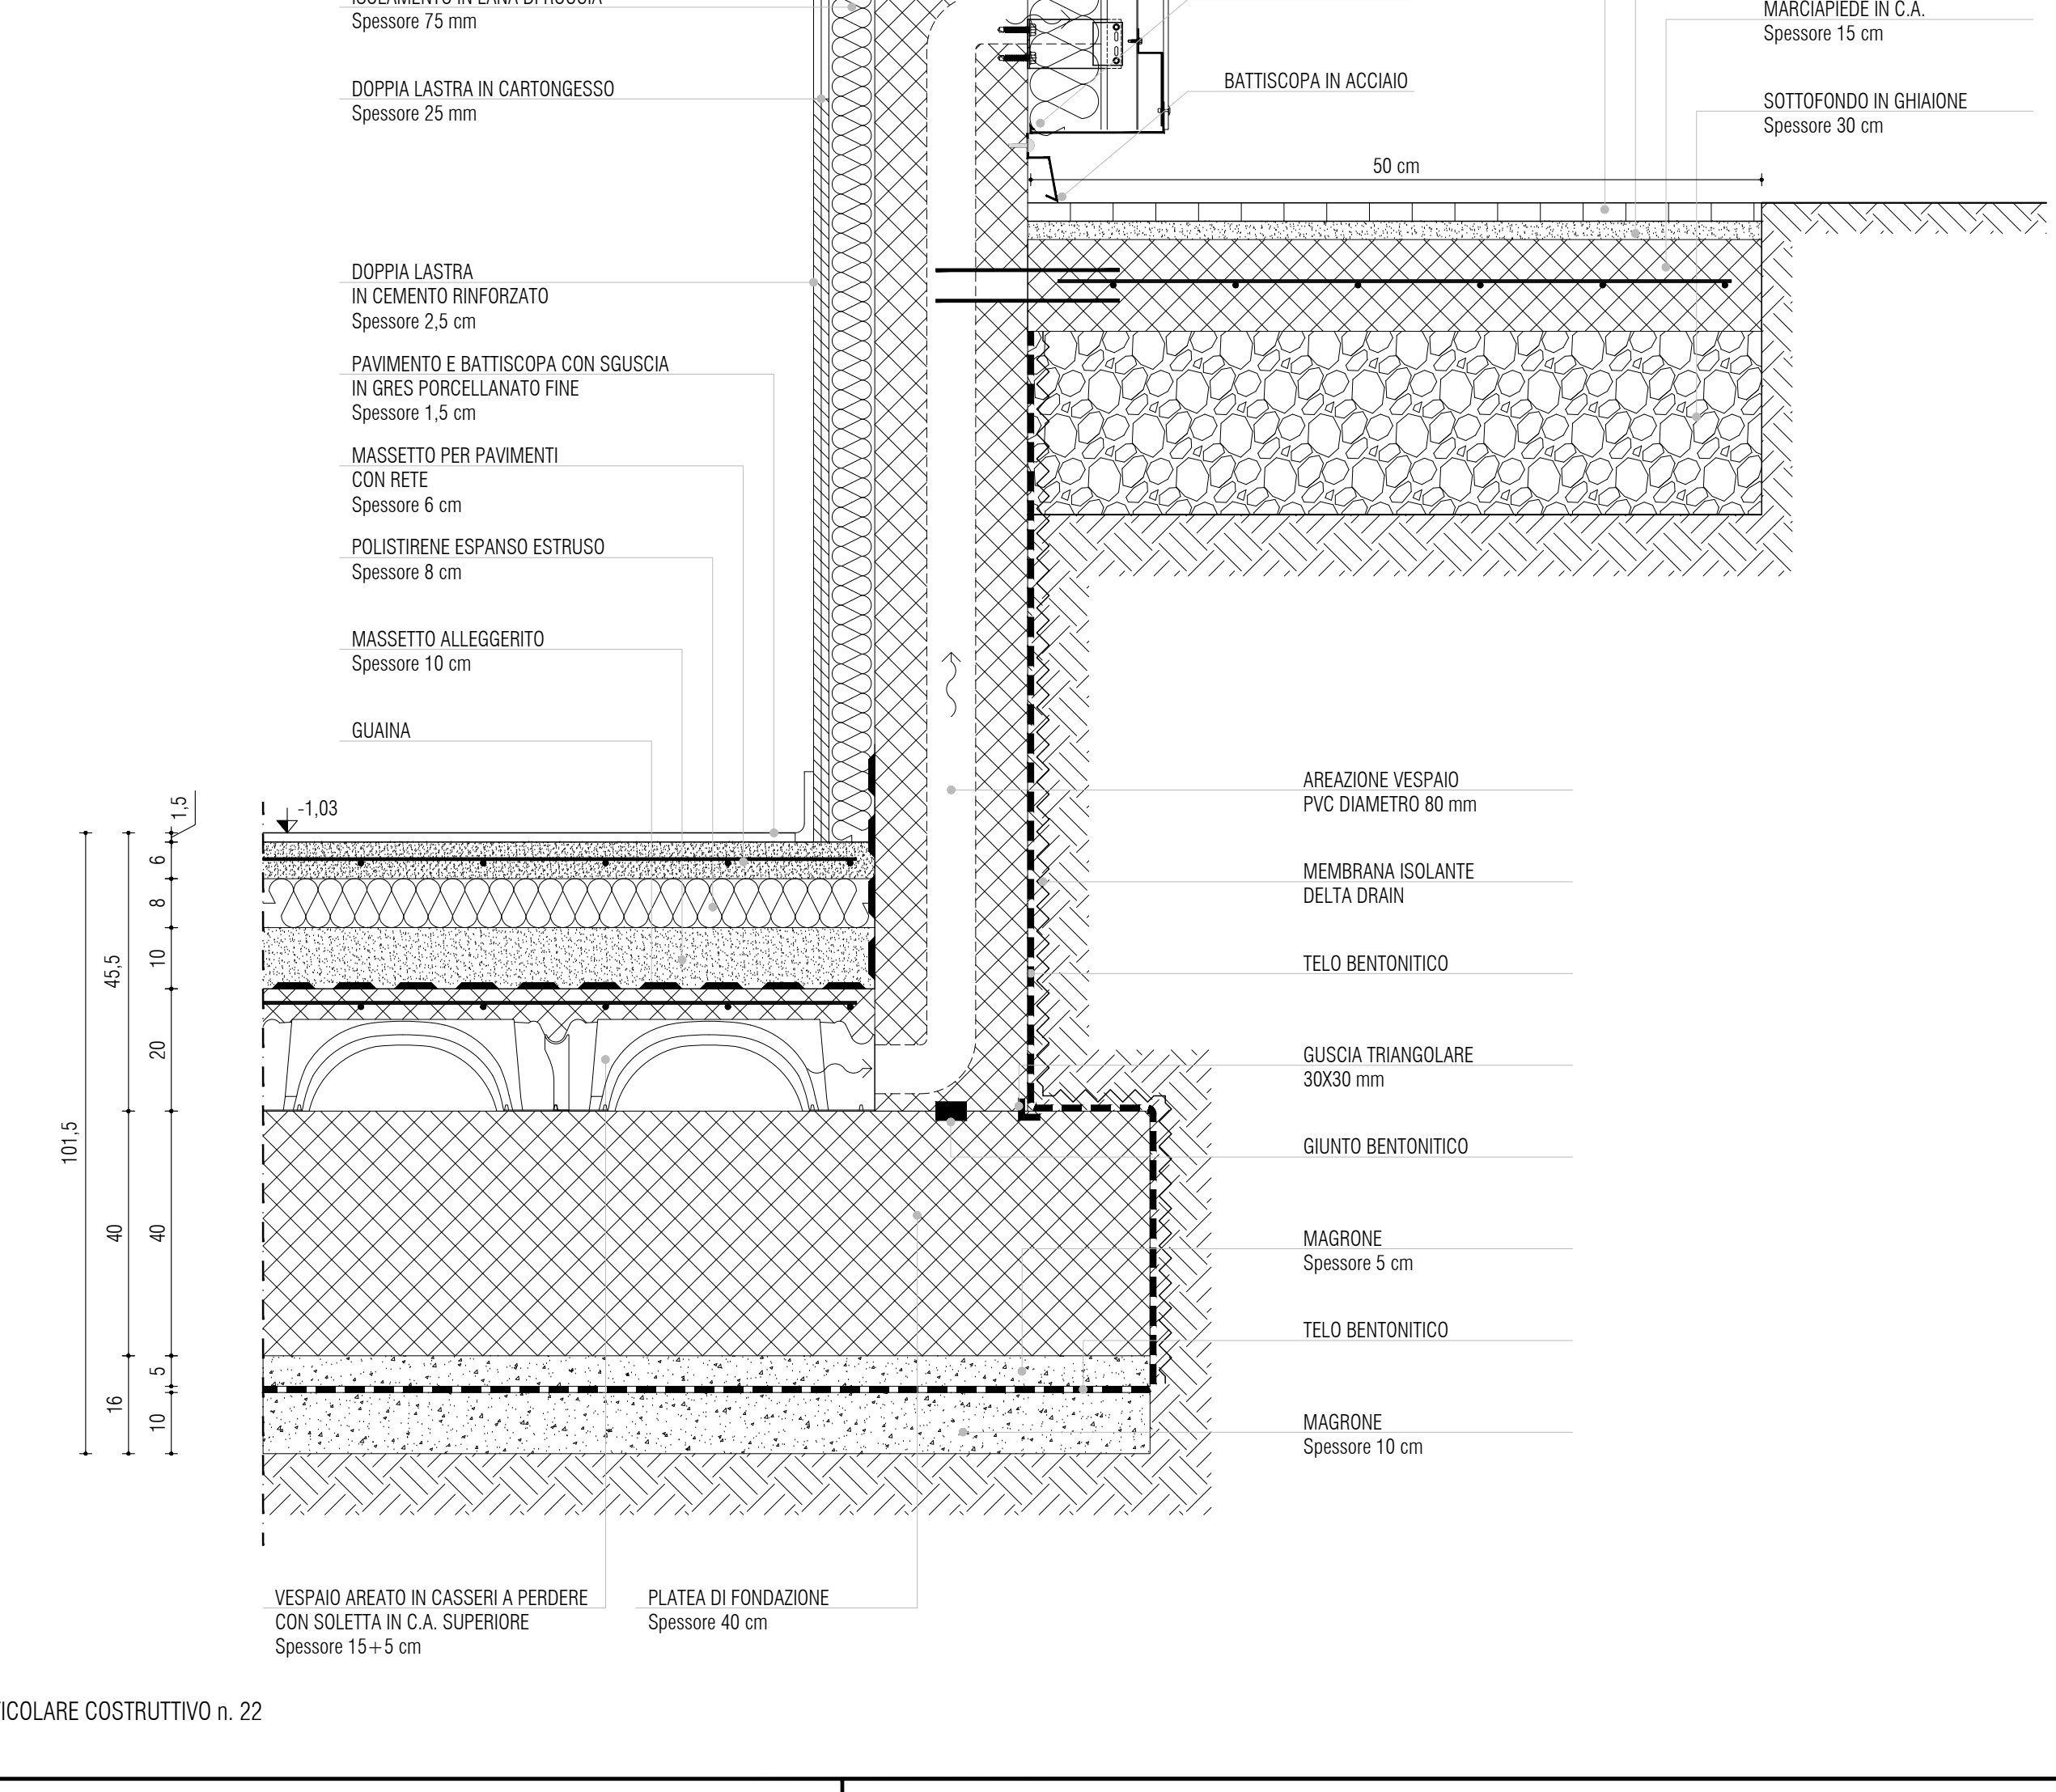 ISOLAMENTO IN LANA DI ROCCIA
Spessore 75 mm
DOPPIA LASTRA IN CARTONGESSO
Spessore 25 mm
DOPPIA LASTRA
IN CEMENTO RINFORZATO
Spessore 2,5 cm
PAVIMENTO E BATTISCOPA CON SGUSCIA
IN GRES PORCELLANATO FINE
Spessore 1,5 cm
MASSETTO PER PAVIMENTI
CON RETE
Spessore 6 cm
POLISTIRENE ESPANSO ESTRUSO
Spessore 8 cm
MASSETTO ALLEGGERITO
Spessore 10 cm
GUAINA
-1,03
1,5
6
8
10
20
40
5
10
45,5
40
16
101,5
MARCIAPIEDE IN C.A.
Spessore 15 cm
BATTISCOPA IN ACCIAIO
SOTTOFONDO IN GHIAIONE
Spessore 30 cm
50 cm
AREAZIONE VESPAIO
PVC DIAMETRO 80 mm
MEMBRANA ISOLANTE
DELTA DRAIN
TELO BENTONITICO
GUSCIA TRIANGOLARE
30X30 mm
GIUNTO BENTONITICO
MAGRONE
Spessore 5 cm
TELO BENTONITICO
MAGRONE
Spessore 10 cm
VESPAIO AREATO IN CASSERI A PERDERE
CON SOLETTA IN C.A. SUPERIORE
Spessore 15+5 cm
PLATEA DI FONDAZIONE
Spessore 40 cm
TICOLARE COSTRUTTIVO n. 22